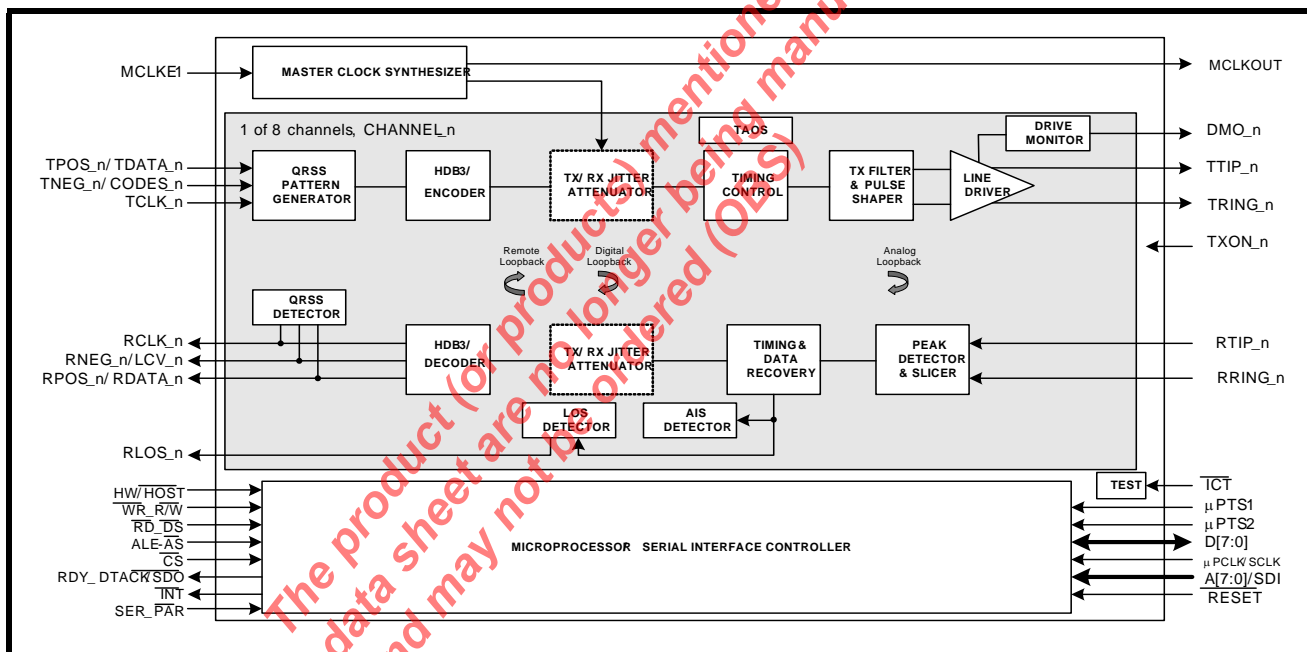 MCLKE1
MASTER CLOCK SYNTHESIZER
MCLKOUT
1 of 8 channels, CHANNEL_n
TAOS
DRIVE
MONITOR
DMO_n
TPOS_n/ TDATA_n
TNEG_n/ CODES_n
TCLK_n
QRSS
PATTERN
GENERATOR
HDB3/
ENCODER
TX/ RX JITTER
ATTENUATOR
TIMING
CONTROL
TX FILTER
& PULSE
SHAPER
LINE
DRIVER
TTIP_n
TRING_n
TXON_n
Remote
Loopback
Digital
Loopback
Analog
Loopback
QRSS
DETECTOR
RCLK_n
RNEG_n/LCV_n
RPOS_n/ RDATA_n
HDB3/
DECODER
TX/ RX JITTER
ATTENUATOR
TIMING &
DATA
RECOVERY
PEAK
DETECTOR
& SLICER
RTIP_n
RRING_n
LOS
DETECTOR
AIS
DETECTOR
RLOS_n
TEST
ICT
HW/HOST
WR_R/W
RD_DS
ALE-AS
CS
RDY_DTACK/SDO
INT
SER_PAR
MICROPROCESSOR SERIAL INTERFACE CONTROLLER
µPTS1
µPTS2
D[7:0]
µPCLK/SCLK
A[7:0]/SDI
RESET
The product (or products) mentione
data sheet are no longer being manu
nd may not be ordered (OBS)